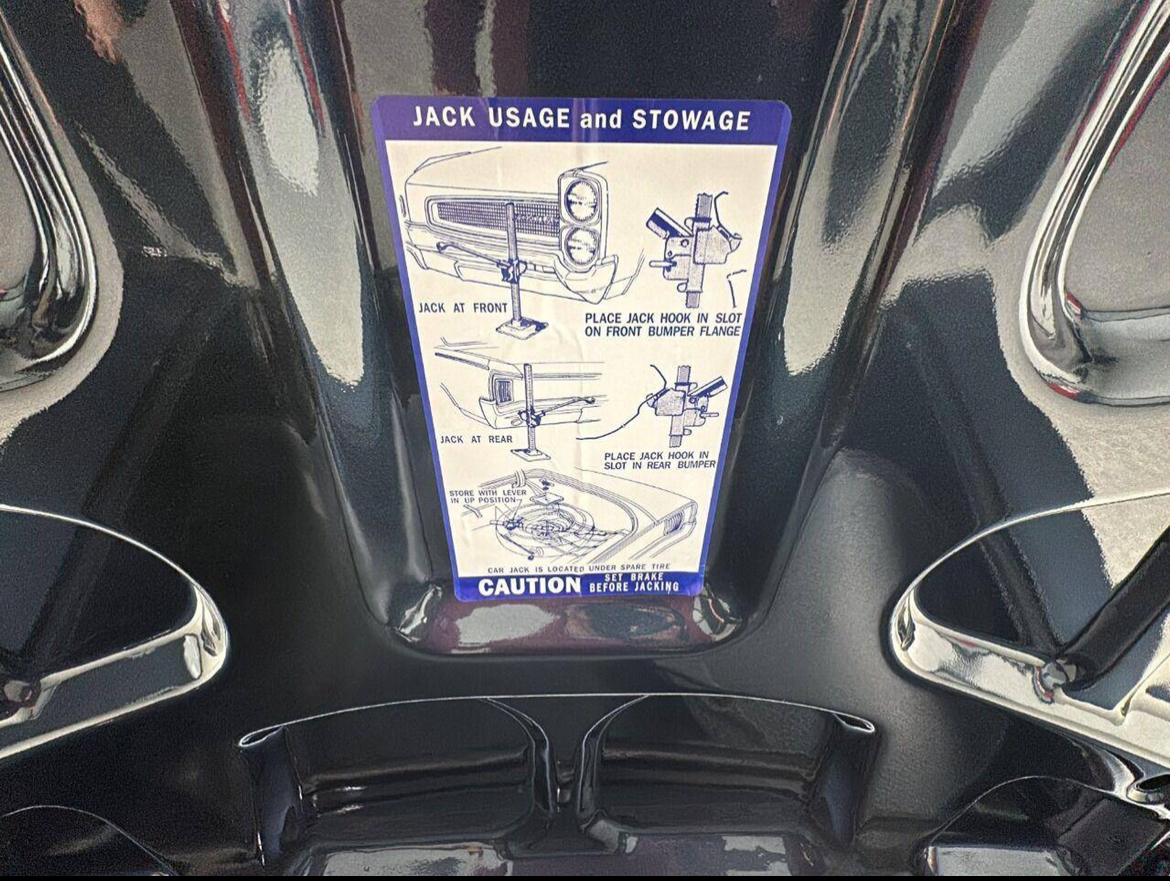 JACK USAGE and STOWAGE
JACK AT FRONT
PLACE JACK HOOK IN SLOT
ON FRONT BUMPER FLANGE
JACK AT REAR
PLACE JACK HOOK IN
SLOT IN REAR BUMPER
STORE WITH LEVER
IN UP POSITION
CAR JACK IS LOCATED UNDER SPARE TIRE
CAUTION SET BRAKE
BEFORE JACKING